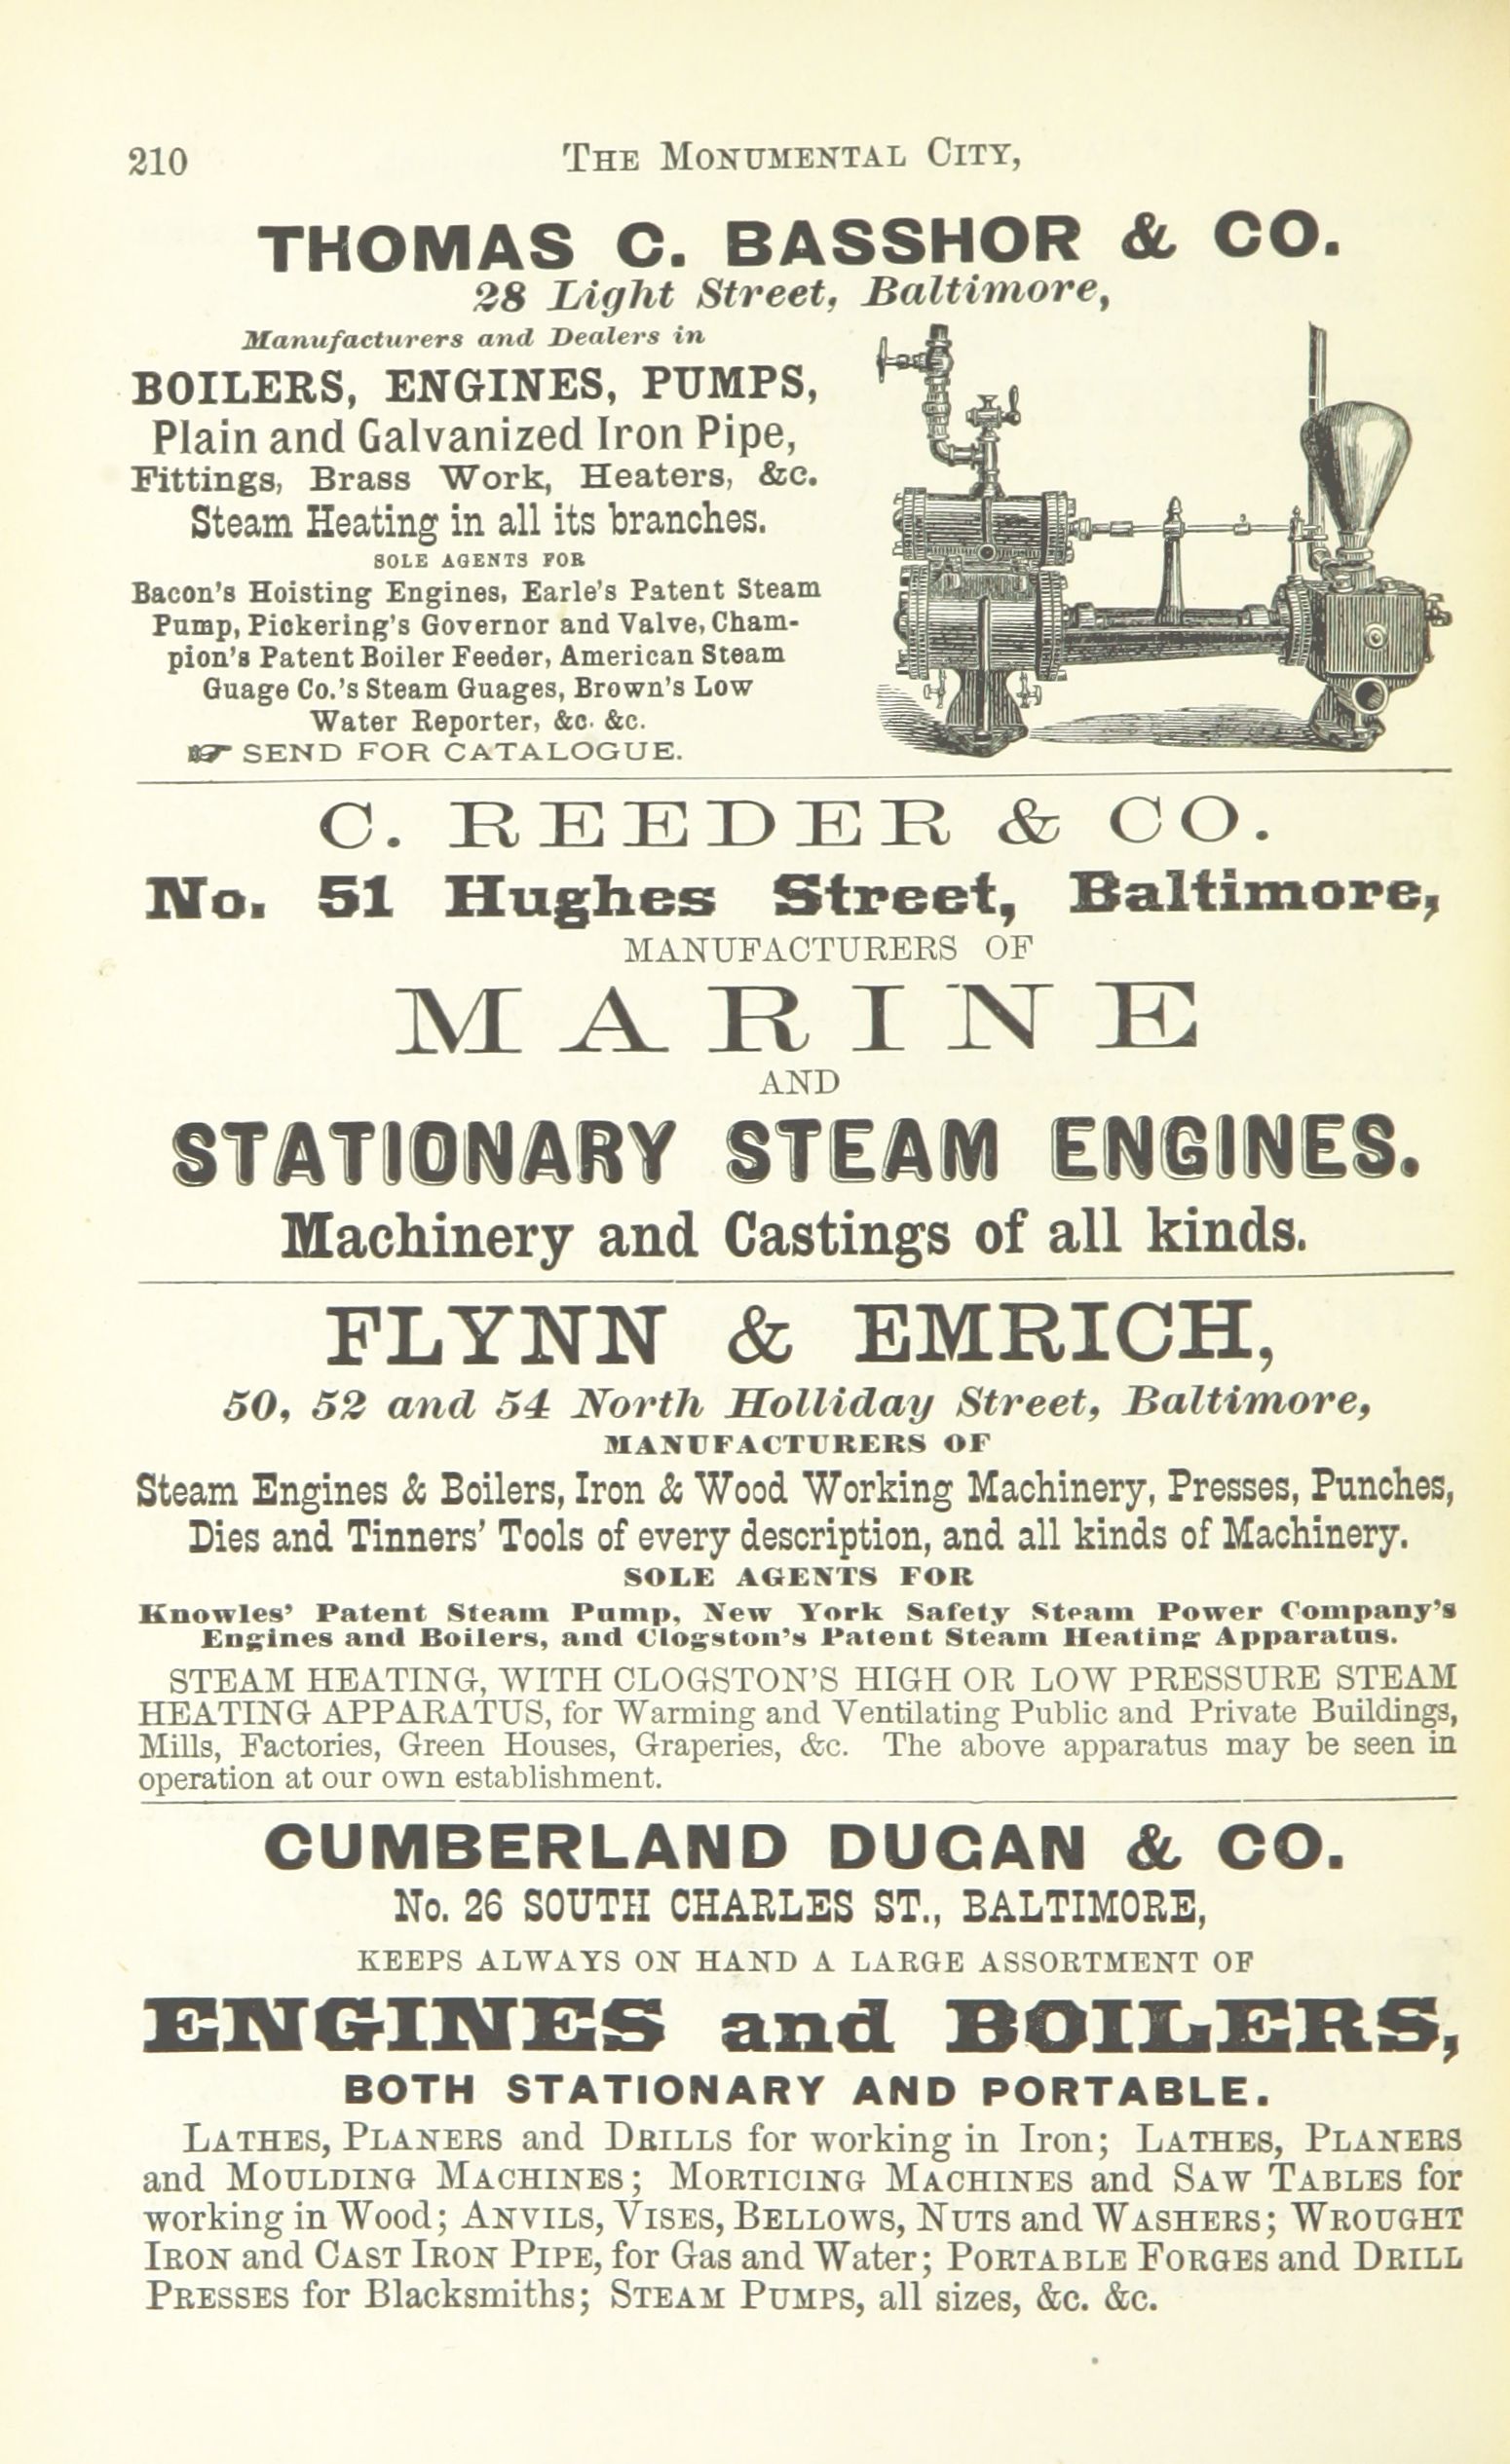 210
THE MONUMENTAL CITY,
THOMAS C. BASSHOR & CO.
28 Light Street, Baltimore,
Manufacturers and Dealers in
BOILERS, ENGINES, PUMPS,
Plain and Galvanized Iron Pipe,
Fittings, Brass Work, Heaters, &c.
Steam Heating in all its branches.
SOLE AGENTS FOR
Bacon's Hoisting Engines, Earle's Patent Steam
Pump, Pickering's Governor and Valve, Cham-
pion's Patent Boiler Feeder, American Steam
Guage Co.'s Steam Guages, Brown's Low
Water Reporter, &c. &c.
☞ SEND FOR CATALOGUE.
C. REEDER & CO.
No. 51 Hughes Street, Baltimore,
MANUFACTURERS OF
MARINE
AND
STATIONARY STEAM ENGINES.
Machinery and Castings of all kinds.
FLYNN & EMRICH,
50, 52 and 54 North Holliday Street, Baltimore,
MANUFACTURERS OF
Steam Engines & Boilers, Iron & Wood Working Machinery, Presses, Punches,
Dies and Tinners' Tools of every description, and all kinds of Machinery.
SOLE AGENTS FOR
Knowles' Patent Steam Pump, New York Safety Steam Power Company's
Engines and Boilers, and Clogston's Patent Steam Heating Apparatus.
STEAM HEATING, WITH CLOGSTON'S HIGH OR LOW PRESSURE STEAM
HEATING APPARATUS, for Warming and Ventilating Public and Private Buildings,
Mills, Factories, Green Houses, Graperies, &c. The above apparatus may be seen in
operation at our own establishment.
CUMBERLAND DUGAN & CO.
No. 26 SOUTH CHARLES ST., BALTIMORE,
KEEPS ALWAYS ON HAND A LARGE ASSORTMENT OF
ENGINES and BOILERS,
BOTH STATIONARY AND PORTABLE.
LATHES, PLANERS and DRILLS for working in Iron; LATHES, PLANERS
and MOULDING MACHINES; MORTICING MACHINES and SAW TABLES for
working in Wood; ANVILS, VISES, BELLOWS, NUTS and WASHERS; WROUGHT
IRON and CAST IRON PIPE, for Gas and Water; PORTABLE FORGES and DRILL
PRESSES for Blacksmiths; STEAM PUMPS, all sizes, &c. &c.